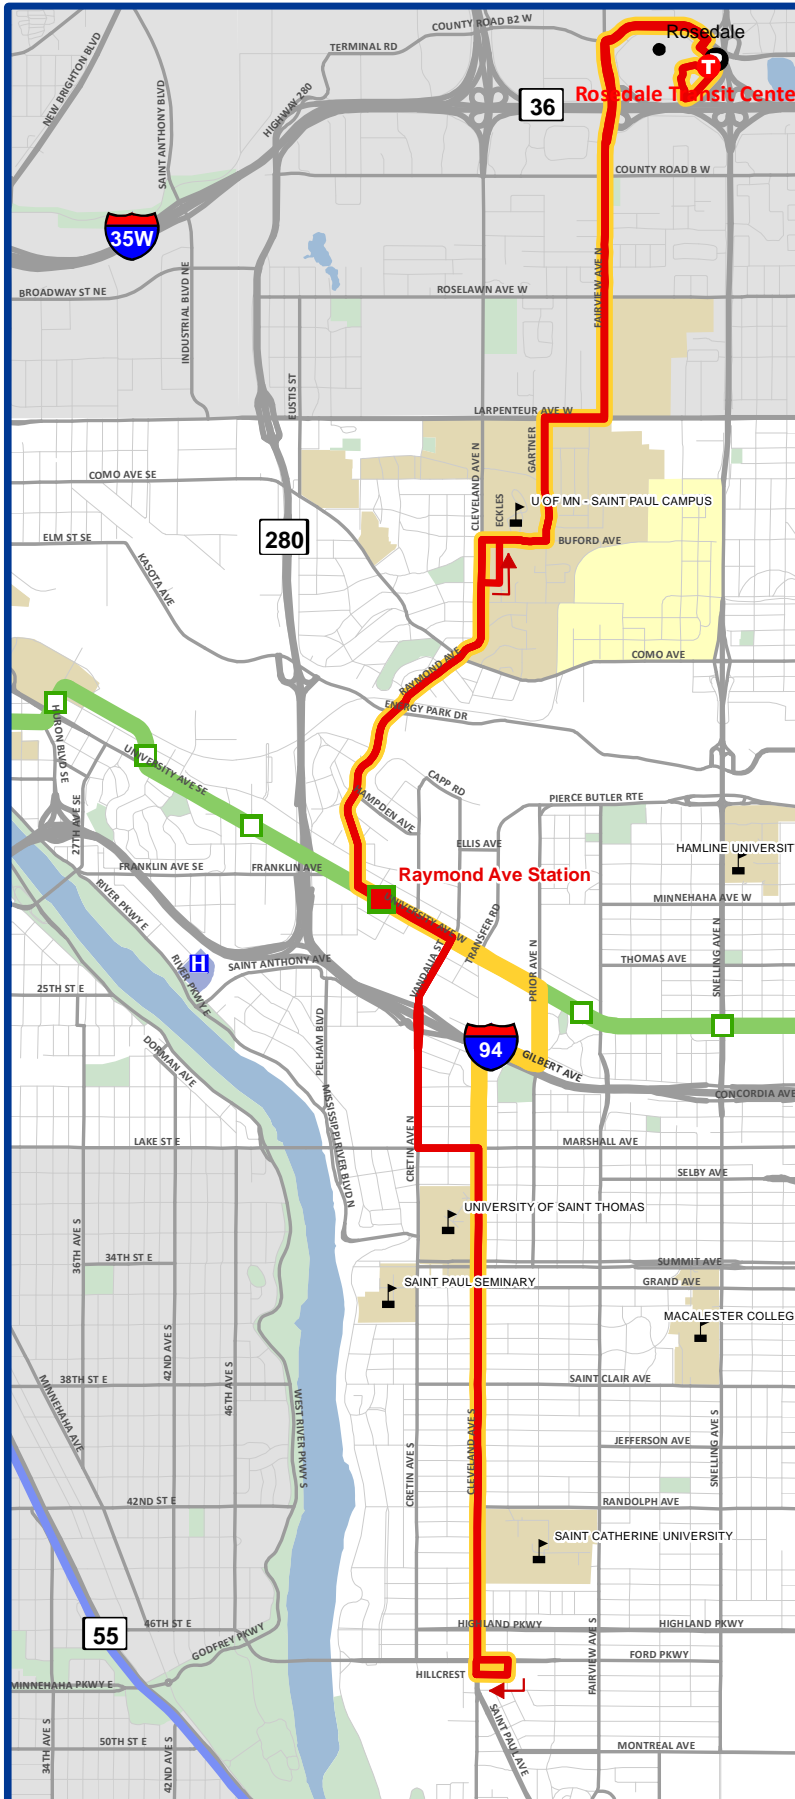 COUNTY ROAD B2 W
Rosedale
TERMINAL RD
NEW BRIGHTON BLVD
SAINT ANTHONY BLVD
HIGHWAY 280
T
Rosedale Transit Cente
36
COUNTY ROAD B W
35W
FAIRVIEW AVE N
BROADWAY ST NE
ROSELAWN AVE W
INDUSTRIAL BLVD NE
EUSTIS ST
LARPENTEUR AVE W
CLEVELAND AVE N
GARTNER
COMO AVE SE
ECKLES
U OF MN - SAINT PAUL CAMPUS
ELM ST SE
280
BUFORD AVE
KASOTA AVE
COMO AVE
RAYMOND AVE
ENERGY PARK DR
HURON BLVD SE
UNIVERSITY AVE SE
CAPP RD
HAMPDEN AVE
PIERCE BUTLER RTE
27TH AVE SE
ELLIS AVE
HAMLINE UNIVERSIT
FRANKLIN AVE SE
FRANKLIN AVE
Raymond Ave Station
RIVER PKWY E
MINNEHAHA AVE W
UNIVERSITY AVE W
TRANSFER RD
VANDALIA ST
PRIOR AVE N
SNELLING AVE N
THOMAS AVE
H
SAINT ANTHONY AVE
RIVER PKWY E
25TH ST E
PELHAM BLVD
DORMAN AVE
94
GILBERT AVE
CONCORDIA AVE
MISSISSIPPI RIVER BLVD N
LAKE ST E
CRETIN AVE N
MARSHALL AVE
SELBY AVE
UNIVERSITY OF SAINT THOMAS
36TH AVE S
34TH ST E
SUMMIT AVE
SAINT PAUL SEMINARY
GRAND AVE
MACALESTER COLLEG
42ND AVE S
46TH AVE S
38TH ST E
SAINT CLAIR AVE
MINNEHAHA AVE
WEST RIVER PKWY S
CRETIN AVE S
CLEVELAND AVE S
JEFFERSON AVE
SNELLING AVE S
42ND ST E
RANDOLPH AVE
SAINT CATHERINE UNIVERSITY
55
46TH ST E
HIGHLAND PKWY
HIGHLAND PKWY
GODFREY PKWY
FAIRVIEW AVE S
FORD PKWY
HILLCREST
MINNEHAHA PKWY E
SAINT PAUL AVE
34TH AVE S
50TH ST E
42ND AVE S
MONTREAL AVE